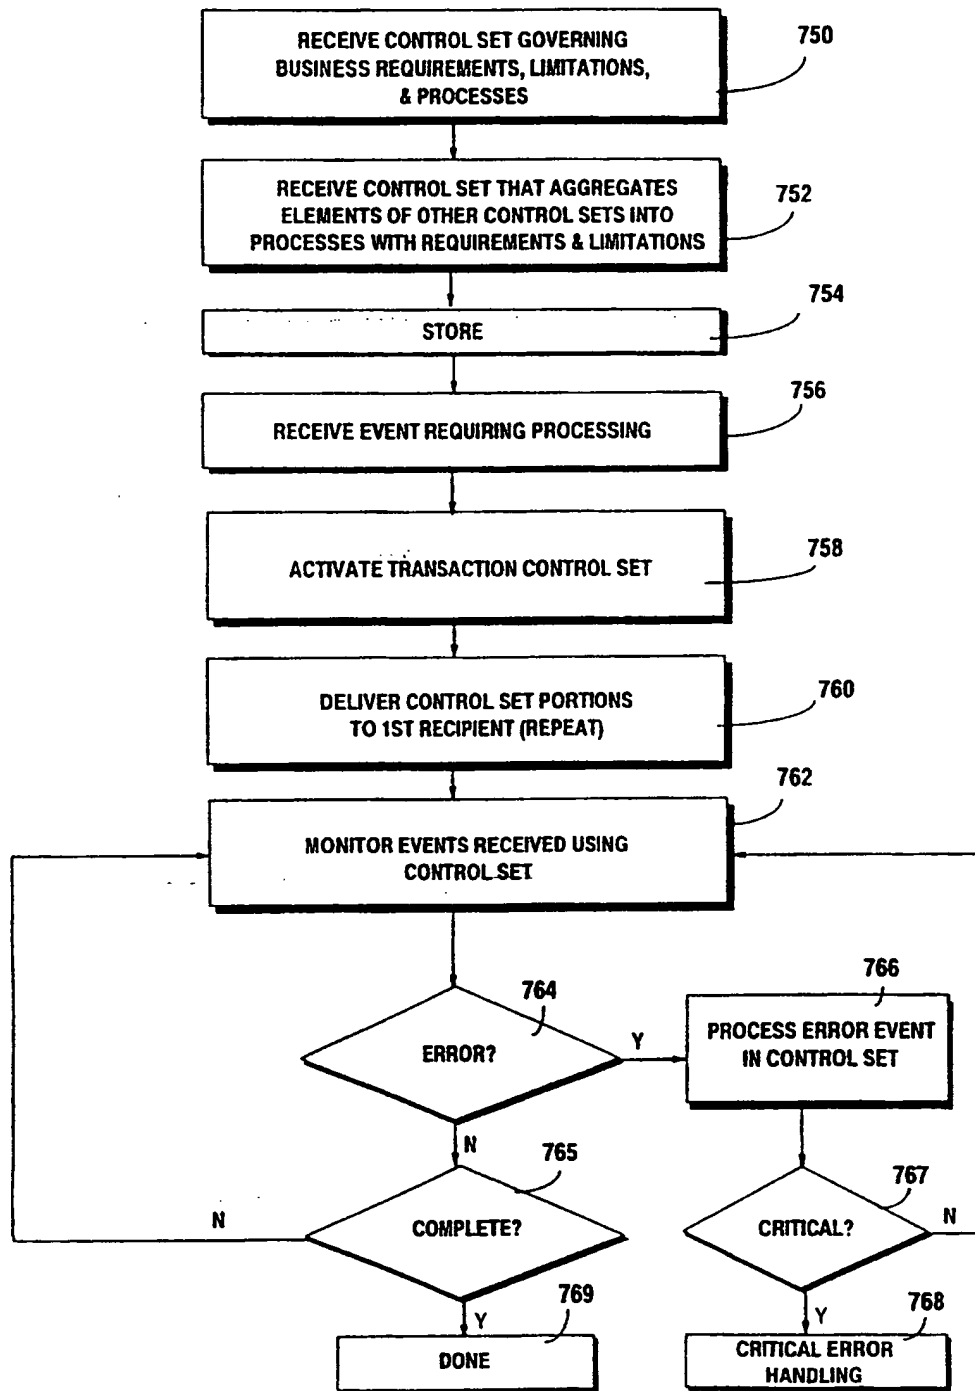 RECEIVE CONTROL SET GOVERNING
BUSINESS REQUIREMENTS, LIMITATIONS,
& PROCESSES
750
RECEIVE CONTROL SET THAT AGGREGATES
ELEMENTS OF OTHER CONTROL SETS INTO
PROCESSES WITH REQUIREMENTS & LIMITATIONS
752
STORE
754
RECEIVE EVENT REQUIRING PROCESSING
756
ACTIVATE TRANSACTION CONTROL SET
758
DELIVER CONTROL SET PORTIONS
TO 1ST RECIPIENT (REPEAT)
760
MONITOR EVENTS RECEIVED USING
CONTROL SET
762
ERROR?
764
Y
N
PROCESS ERROR EVENT
IN CONTROL SET
766
COMPLETE?
765
N
Y
CRITICAL?
767
N
Y
DONE
769
CRITICAL ERROR
HANDLING
768